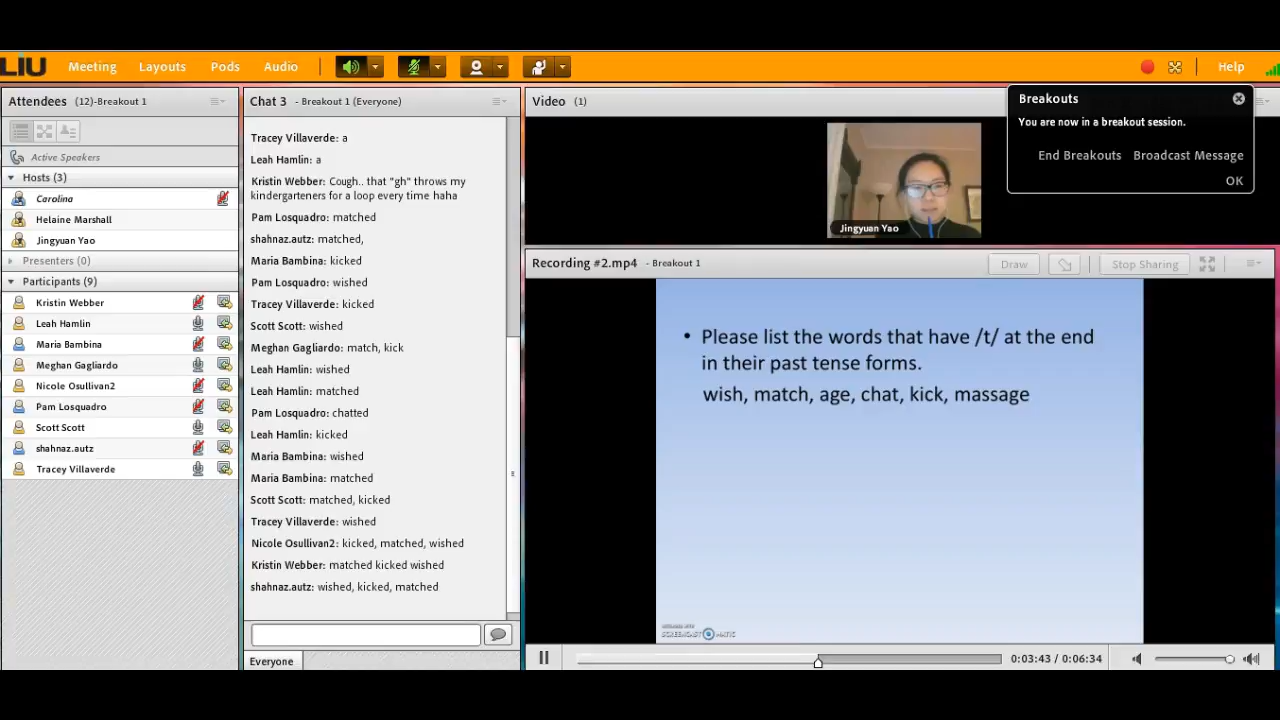 LIU
Meeting
Layouts
Pods
Audio
Help
Attendees (12)-Breakout 1
Active Speakers
Hosts (3)
Carolina
Helaine Marshall
Jingyuan Yao
Presenters (0)
Participants (9)
Kristin Webber
Leah Hamlin
Maria Bambina
Meghan Gagliardo
Nicole Osullivan2
Pam Losquadro
Scott Scott
shahnaz.autz
Tracey Villaverde
Chat 3 - Breakout 1 (Everyone)
Tracey Villaverde: a
Leah Hamlin: a
Kristin Webber: Cough.. that "gh" throws my
kindergarteners for a loop every time haha
Pam Losquadro: matched
shahnaz.autz: matched,
Maria Bambina: kicked
Pam Losquadro: wished
Tracey Villaverde: kicked
Scott Scott: wished
Meghan Gagliardo: match, kick
Leah Hamlin: wished
Leah Hamlin: matched
Pam Losquadro: chatted
Leah Hamlin: kicked
Maria Bambina: wished
Maria Bambina: matched
Scott Scott: matched, kicked
Tracey Villaverde: wished
Nicole Osullivan2: kicked, matched, wished
Kristin Webber: matched kicked wished
shahnaz.autz: wished, kicked, matched
Everyone
Video (1)
Jingyuan Yao
Breakouts
You are now in a breakout session.
End Breakouts Broadcast Message
OK
Recording #2.mp4 - Breakout 1
Draw
Stop Sharing
• Please list the words that have /t/ at the end
in their past tense forms.
wish, match, age, chat, kick, massage
SCREENCAST MATIC
0:03:43 / 0:06:34